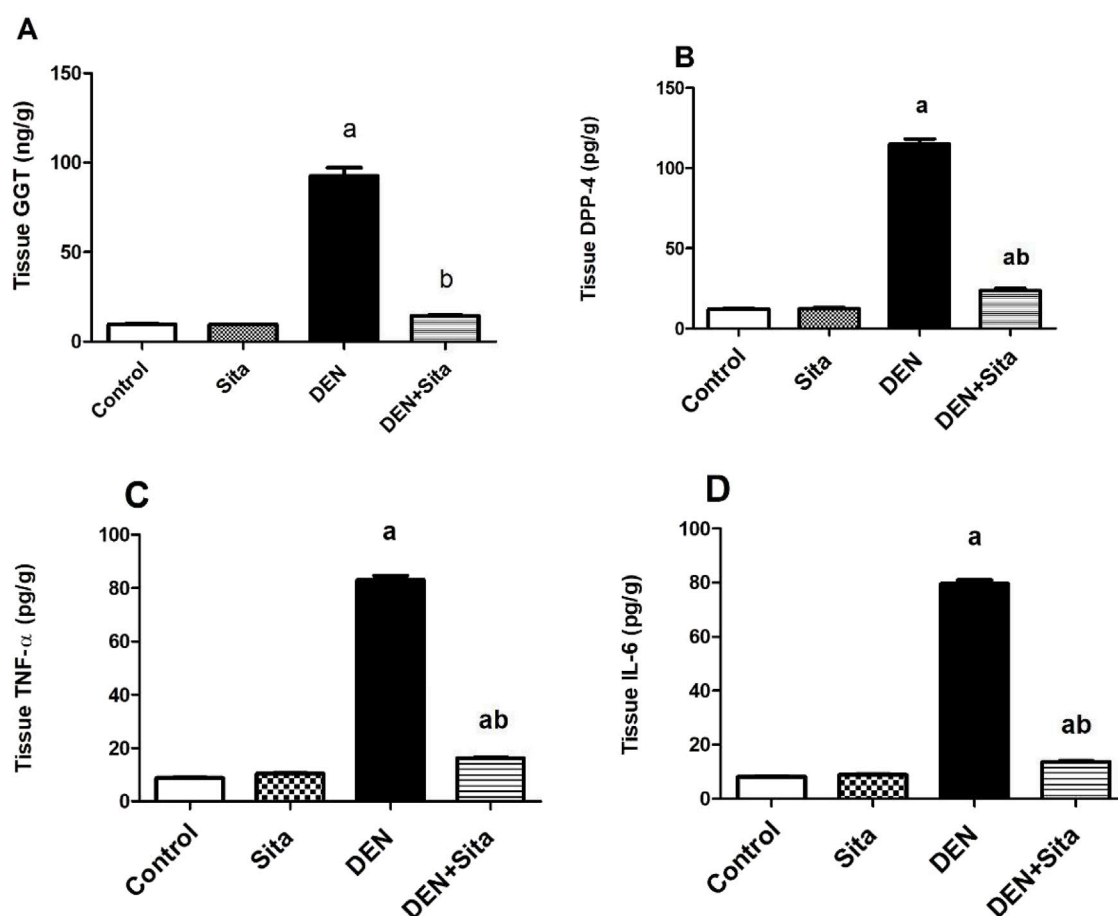 A
Tissue GGT (ng/g)
150
100
50
0
a
b
Control
Sita
DEN
DEN+Sita
B
Tissue DPP-4 (pg/g)
150
100
50
0
a
ab
Control
Sita
DEN
DEN+Sita
C
Tissue TNF-α (pg/g)
100
80
60
40
20
0
a
ab
Control
Sita
DEN
DEN+Sita
D
Tissue IL-6 (pg/g)
100
80
60
40
20
0
a
ab
Control
Sita
DEN
DEN+Sita